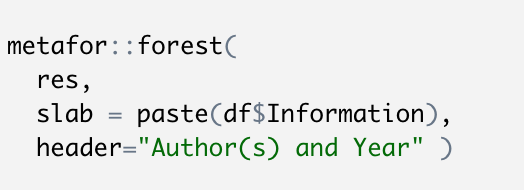 metafor::forest(
  res,
  slab = paste(df$Information),
  header="Author(s) and Year" )